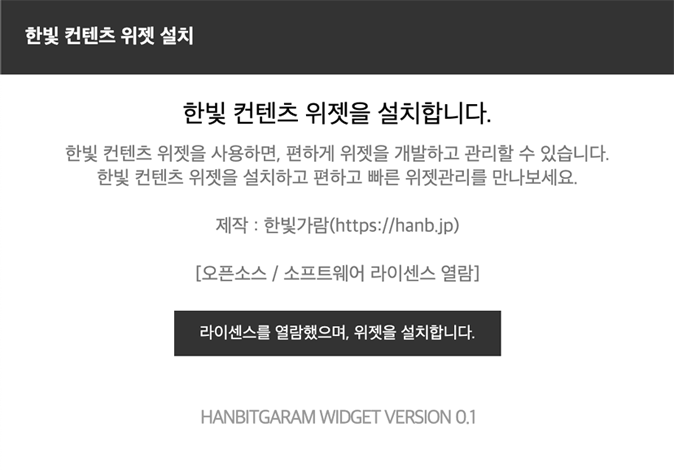 한빛 컨텐츠 위젯 설치
한빛 컨텐츠 위젯을 설치합니다.
한빛 컨텐츠 위젯을 사용하면, 편하게 위젯을 개발하고 관리할 수 있습니다.
한빛 컨텐츠 위젯을 설치하고 편하고 빠른 위젯관리를 만나보세요.
제작 : 한빛가람(https://hanb.jp)
[오픈소스 / 소프트웨어 라이센스 열람]
라이센스를 열람했으며, 위젯을 설치합니다.
HANBITGARAM WIDGET VERSION 0.1